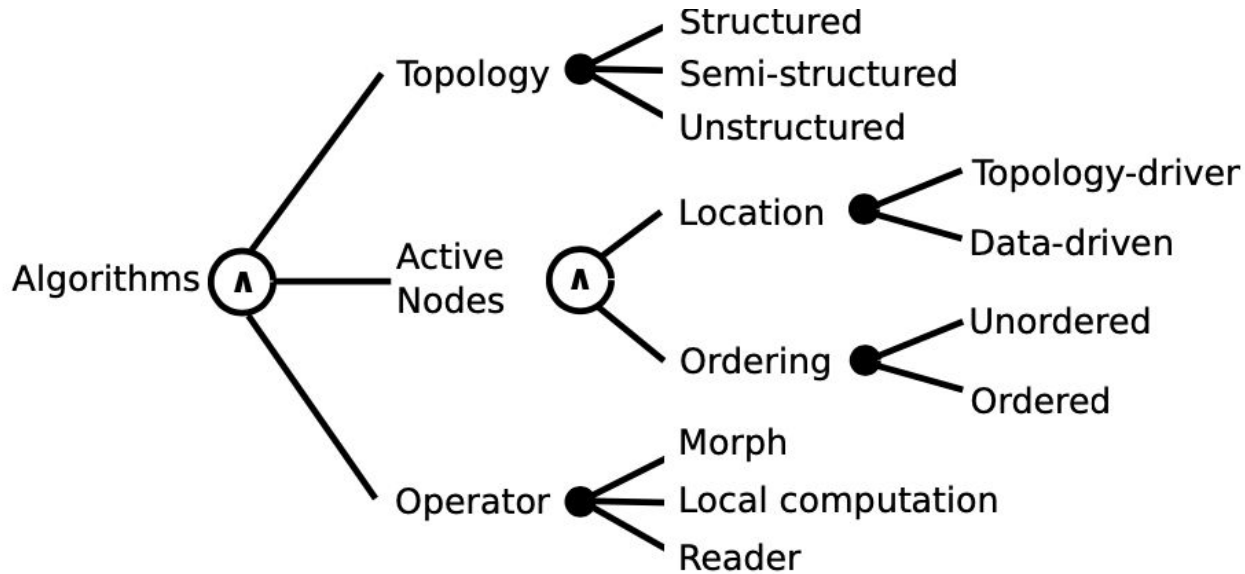 Structured
Topology
Semi-structured
Unstructured
Topology-driver
Location
Data-driven
Active
Nodes
Algorithms
∧
∧
Unordered
Ordering
Ordered
Morph
Operator
Local computation
Reader